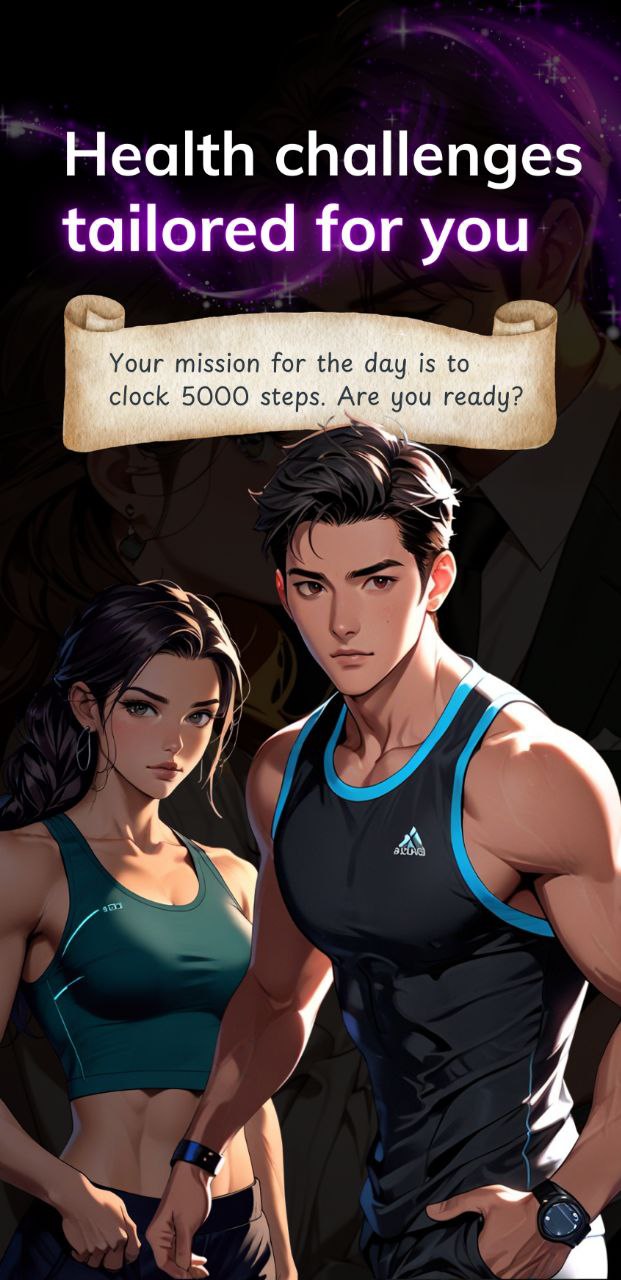 Health challenges
tailored for you
Your mission for the day is to
clock 5000 steps. Are you ready?